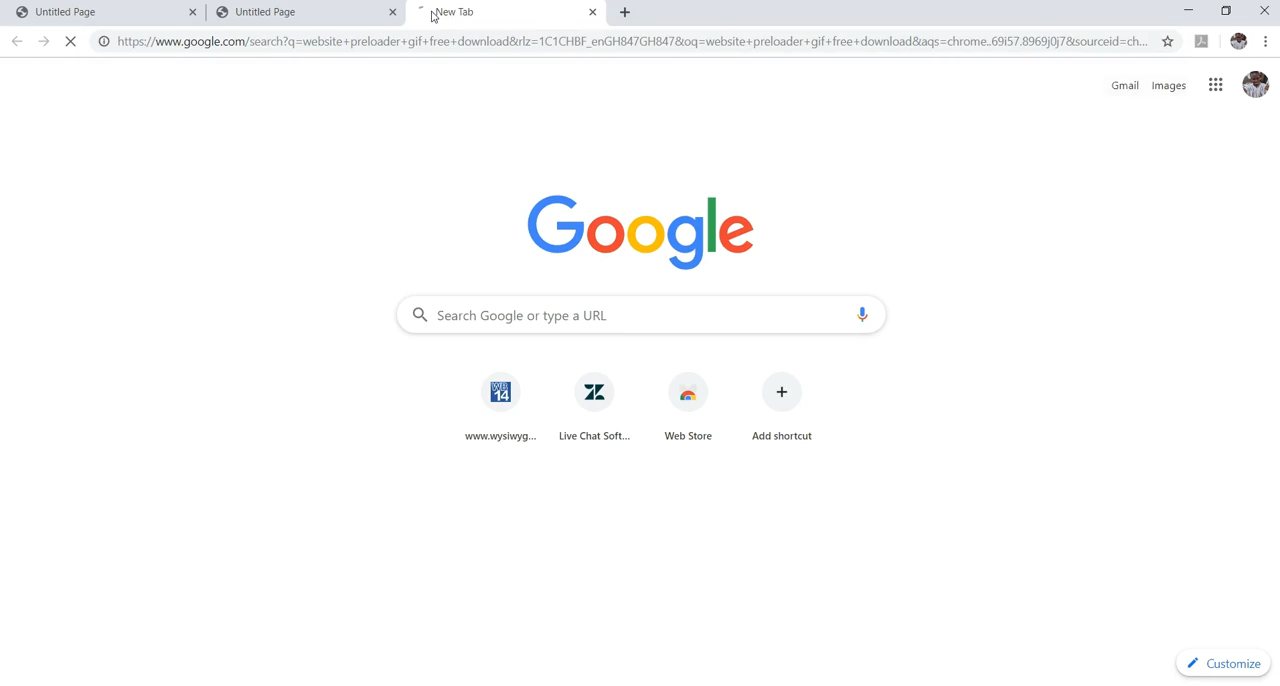 Untitled Page
Untitled Page
New Tab
https://www.google.com/search?q=website+preloader+gif+free+download&rlz=1C1CHBF_enGH847GH847&oq=website+preloader+gif+free+download&aqs=chrome..69i57.8969j0j7&sourceid=ch...
Gmail Images
Google
Search Google or type a URL
WB
14
www.wysiwyg... Live Chat Soft... Web Store Add shortcut
Customize